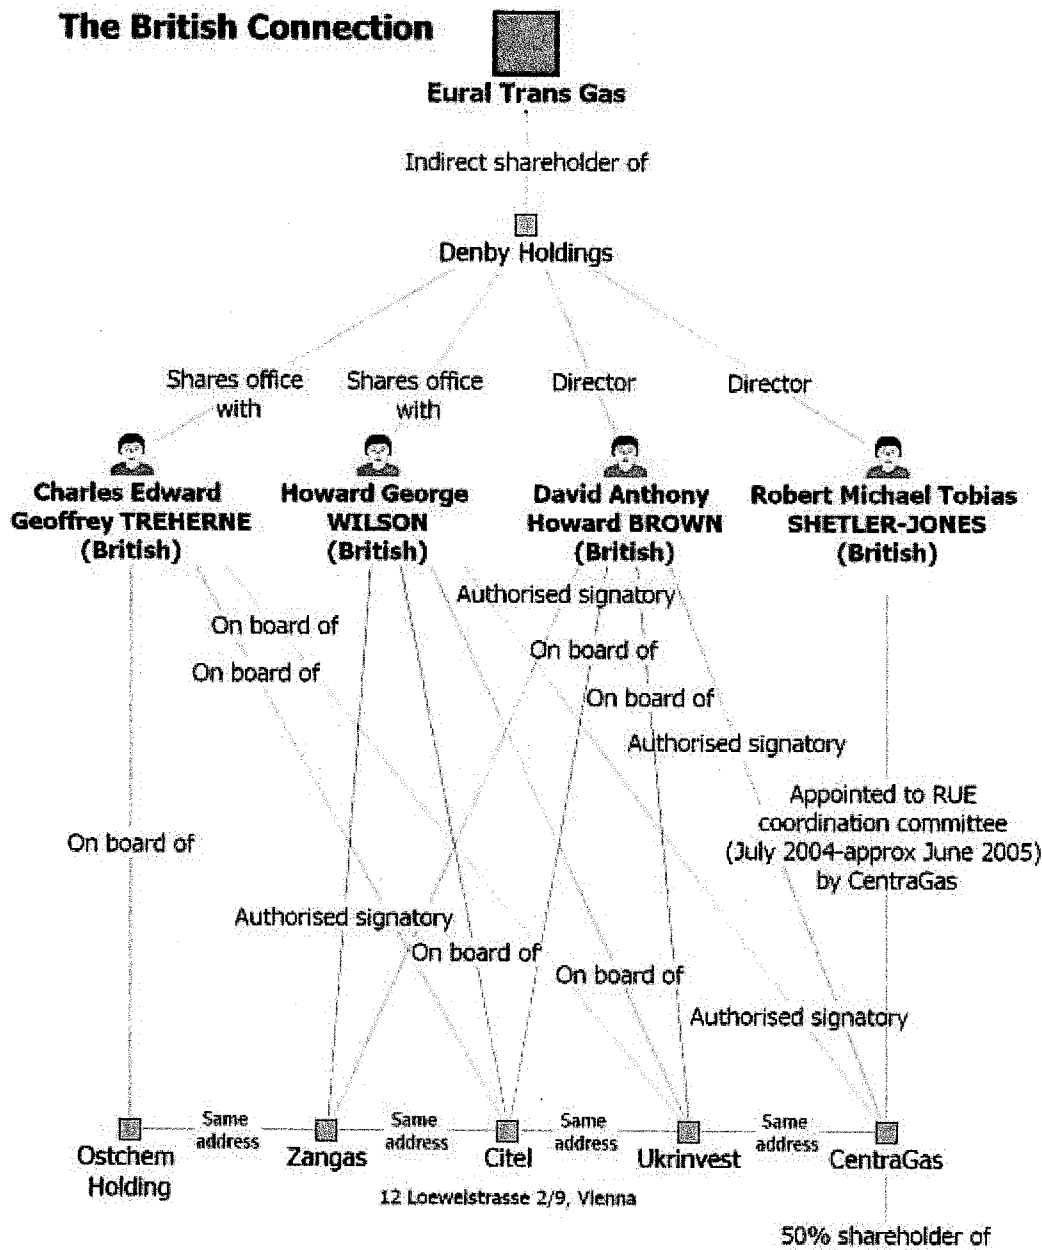 The British Connection
Eural Trans Gas
Indirect shareholder of
Denby Holdings
Shares office
with
Shares office
with
Director
Director
Charles Edward
Geoffrey TREHERNE
(British)
Howard George
WILSON
(British)
David Anthony
Howard BROWN
(British)
Robert Michael Tobias
SHETLER-JONES
(British)
Authorised signatory
On board of
On board of
On board of
On board of
Authorised signatory
Appointed to RUE
coordination committee
(July 2004-approx June 2005)
by CentraGas
On board of
Authorised signatory
On board of
On board of
Authorised signatory
Same
address
Same
address
Same
address
Same
address
Ostchem
Holding
Zangas
Citel
Ukrinvest
CentraGas
12 Loewelstrasse 2/9, Vienna
50% shareholder of